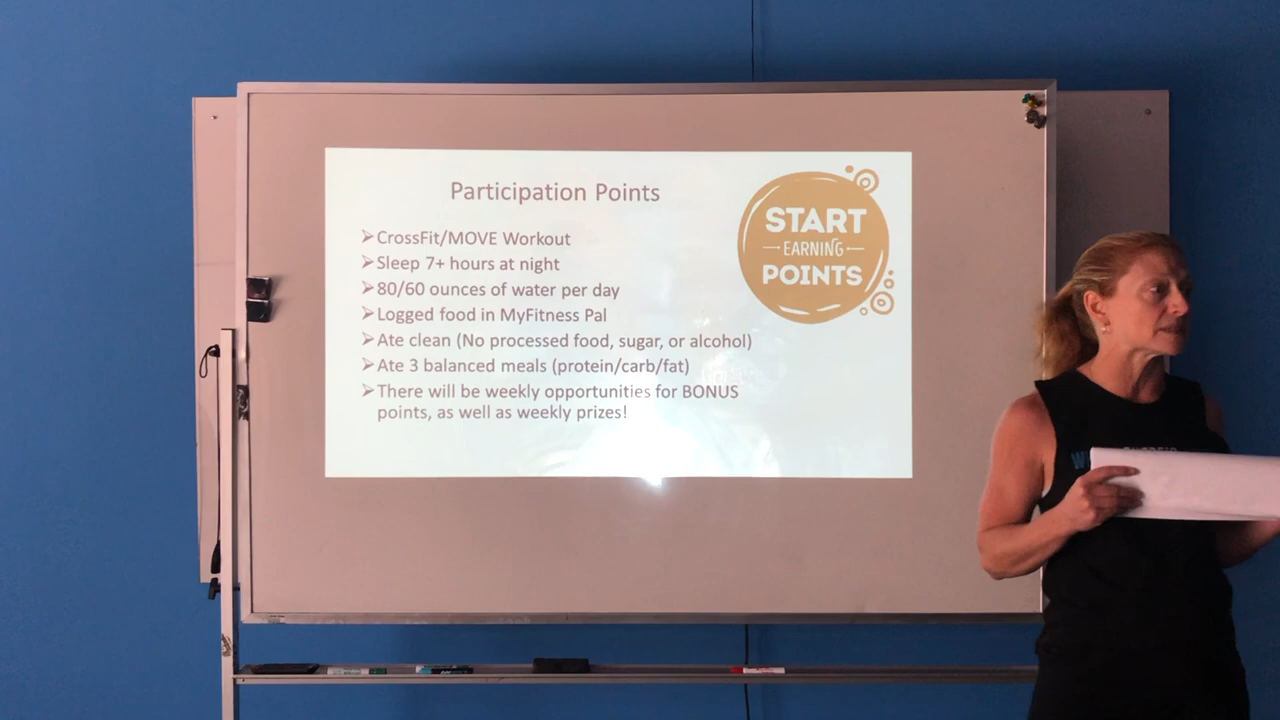 Participation Points
START
EARNING
POINTS
➢CrossFit/MOVE Workout
➢Sleep 7+ hours at night
➢80/60 ounces of water per day
➢Logged food in MyFitness Pal
➢Ate clean (No processed food, sugar, or alcohol)
➢Ate 3 balanced meals (protein/carb/fat)
➢There will be weekly opportunities for BONUS
points, as well as weekly prizes!